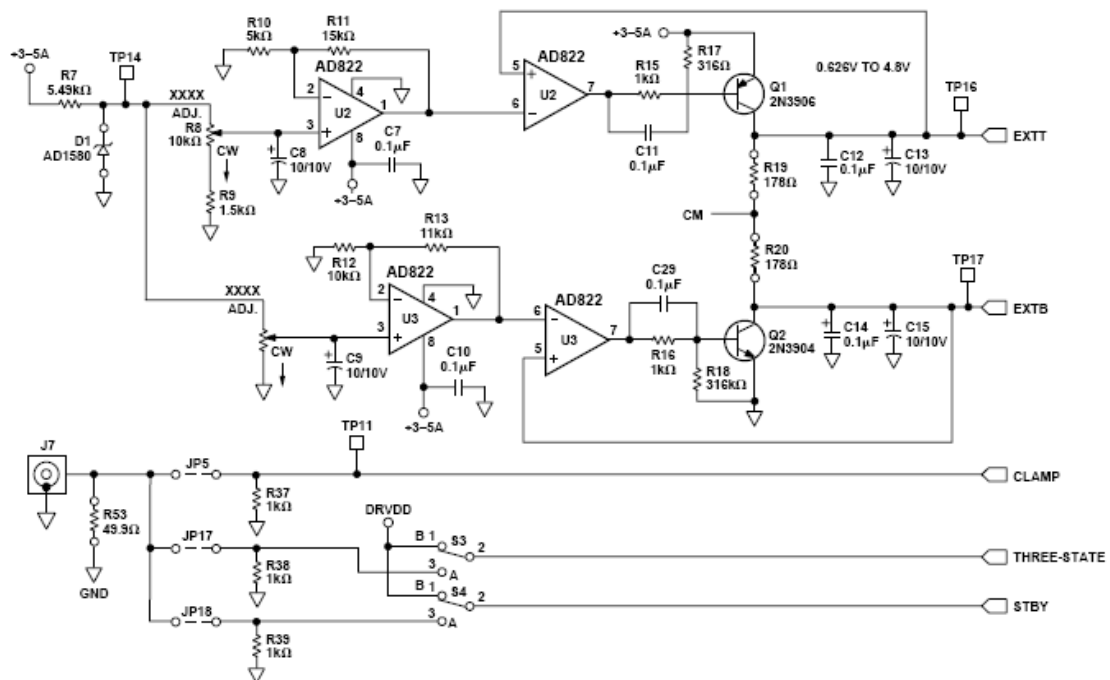 +3–5A
R7
5.49kΩ
TP14
D1
AD1580
XXXX
ADJ.
R8
10kΩ
CW
R9
1.5kΩ
R10
5kΩ
R11
15kΩ
AD822
2
3
4
U2
1
8
C8
10/10V
C7
0.1μF
+3–5A
AD822
5
6
U2
7
R15
1kΩ
C11
0.1μF
+3–5A
R17
316Ω
Q1
2N3906
0.626V TO 4.8V
TP16
EXTT
R19
178Ω
C12
0.1μF
C13
10/10V
CM
R20
178Ω
XXXX
ADJ.
CW
R12
10kΩ
R13
11kΩ
AD822
2
3
4
U3
1
8
C9
10/10V
C10
0.1μF
+3–5A
AD822
6
5
U3
7
C29
0.1μF
R16
1kΩ
R18
316kΩ
Q2
2N3904
TP17
EXTB
C14
0.1μF
C15
10/10V
J7
R53
49.9Ω
GND
JP5
R37
1kΩ
TP11
CLAMP
JP17
R38
1kΩ
DRVDD
B 1
S3
2
3
A
THREE-STATE
JP18
R39
1kΩ
B 1
S4
2
3
A
STBY